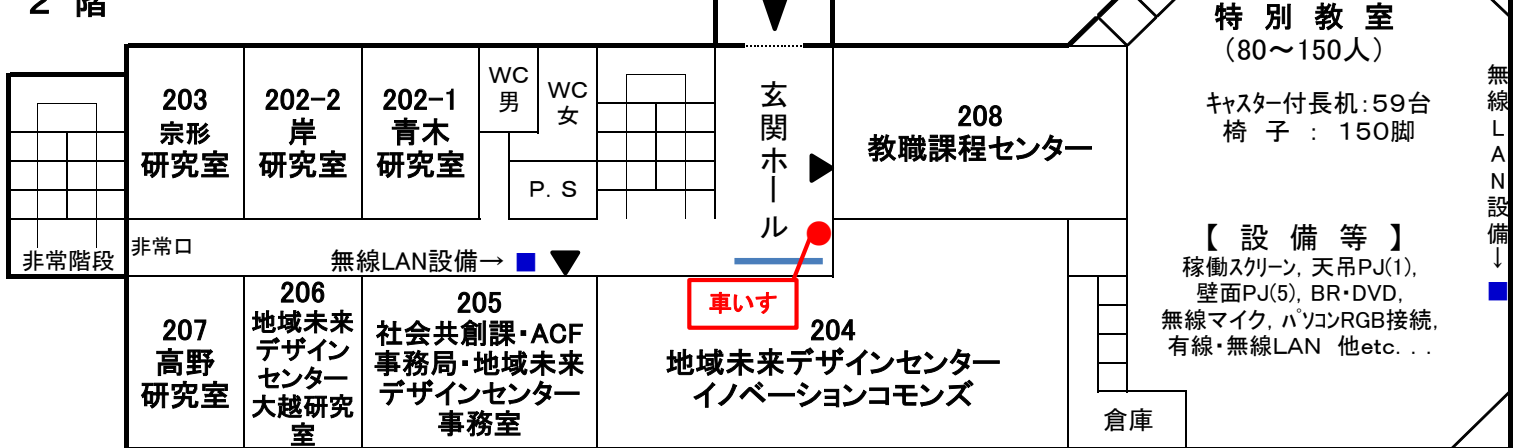 2 階
203
宗形
研究室
202-2
岸
研究室
202-1
青木
研究室
WC
男
WC
女
P. S
玄関ホール
208
教職課程センター
特 別 教 室
(80～150人)
キャスター付長机:59台
椅 子 : 150脚
無線LAN設備↓
【 設 備 等 】
稼働スクリーン, 天吊PJ(1),
壁面PJ(5), BR・DVD,
無線マイク, パソコンRGB接続,
有線・無線LAN 他etc. . .
非常階段
非常口
無線LAN設備→
車いす
207
高野
研究室
206
地域未来
デザイン
センター
大越研究
室
205
社会共創課・ACF
事務局・地域未来
デザインセンター
事務室
204
地域未来デザインセンター
イノベーションコモンズ
倉庫